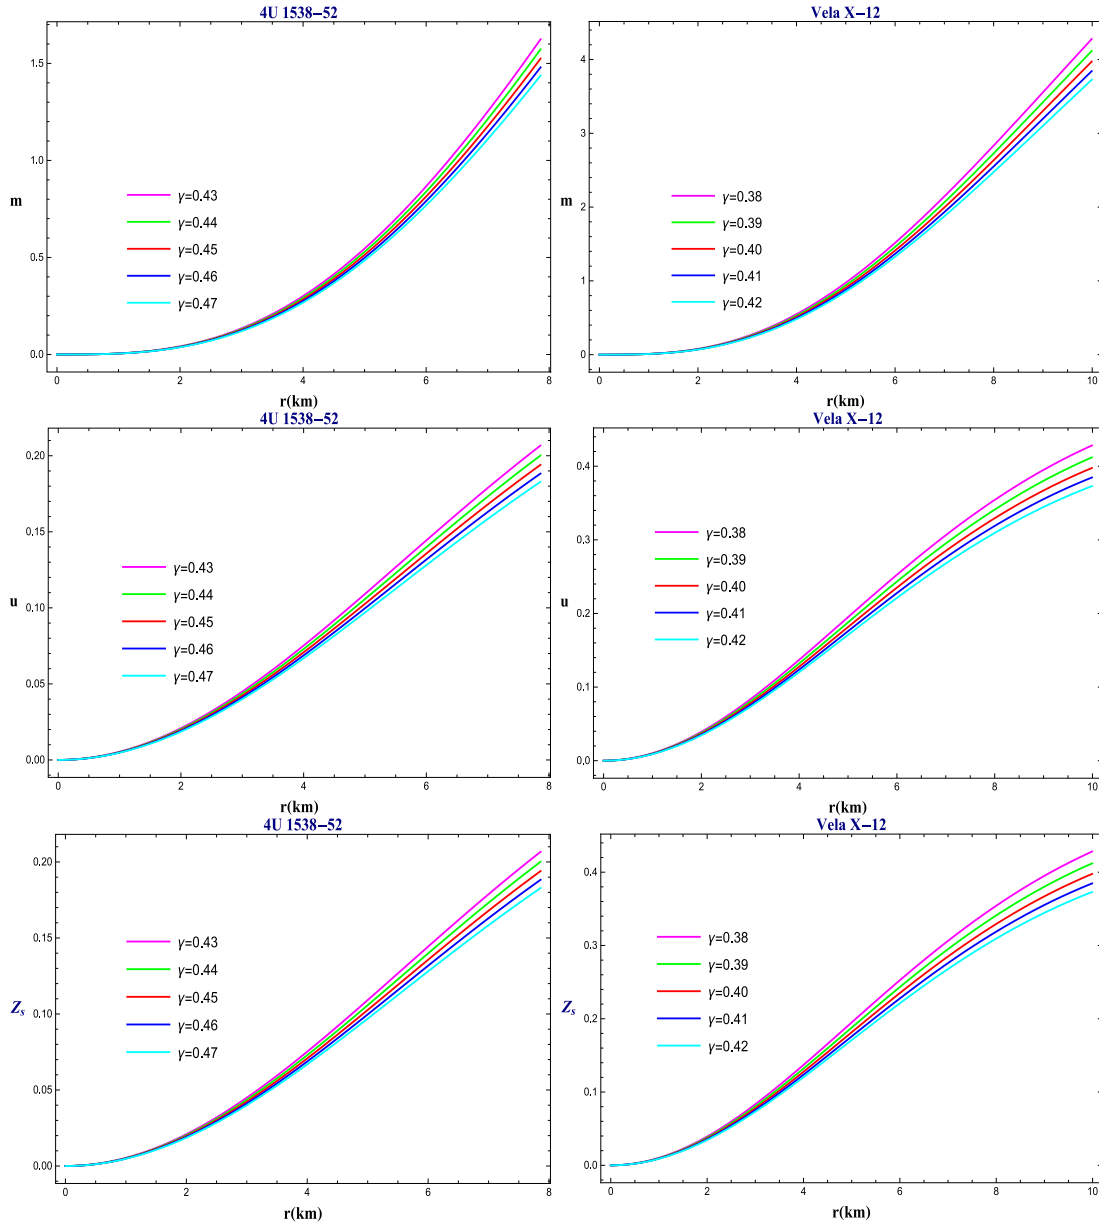 4U 1538−52
m
1.5
1.0
0.5
0.0
γ=0.43
γ=0.44
γ=0.45
γ=0.46
γ=0.47
0 2 4 6 8
r(km)
Vela X−12
m
4
3
2
1
0
γ=0.38
γ=0.39
γ=0.40
γ=0.41
γ=0.42
0 2 4 6 8 10
r(km)
4U 1538−52
u
0.20
0.15
0.10
0.05
0.00
γ=0.43
γ=0.44
γ=0.45
γ=0.46
γ=0.47
0 2 4 6 8
r(km)
Vela X−12
u
0.4
0.3
0.2
0.1
0.0
γ=0.38
γ=0.39
γ=0.40
γ=0.41
γ=0.42
0 2 4 6 8 10
r(km)
4U 1538−52
Zs
0.20
0.15
0.10
0.05
0.00
γ=0.43
γ=0.44
γ=0.45
γ=0.46
γ=0.47
0 2 4 6 8
r(km)
Vela X−12
Zs
0.4
0.3
0.2
0.1
0.0
γ=0.38
γ=0.39
γ=0.40
γ=0.41
γ=0.42
0 2 4 6 8 10
r(km)